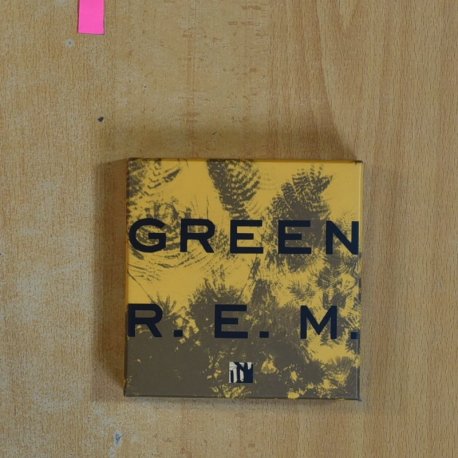 GREEN
R. E. M.